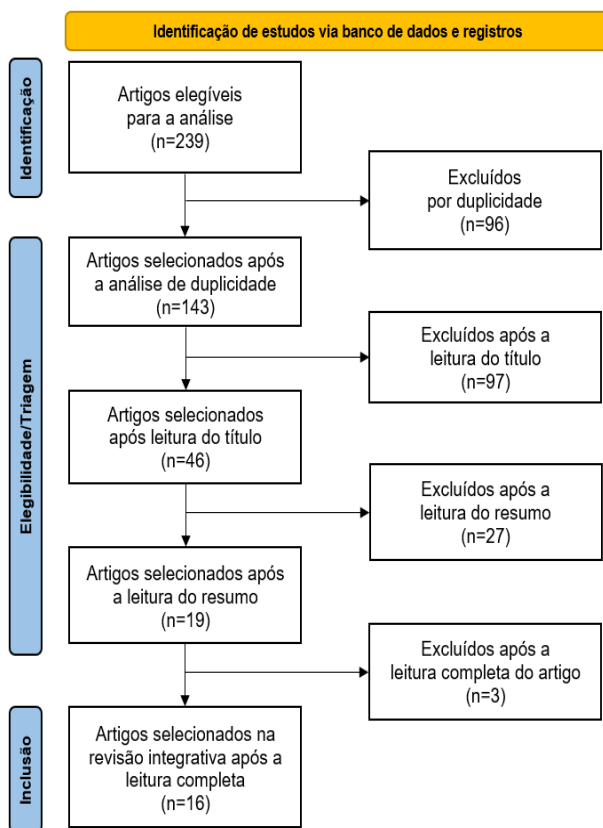 Identificação de estudos via banco de dados e registros
Identificação
Artigos elegíveis
para a análise
(n=239)
Excluídos
por duplicidade
(n=96)
Elegibilidade/Triagem
Artigos selecionados após
a análise de duplicidade
(n=143)
Excluídos após a
leitura do título
(n=97)
Artigos selecionados
após leitura do título
(n=46)
Excluídos após a
leitura do resumo
(n=27)
Artigos selecionados após
a leitura do resumo
(n=19)
Excluídos após a
leitura completa do artigo
(n=3)
Inclusão
Artigos selecionados na
revisão integrativa após a
leitura completa
(n=16)